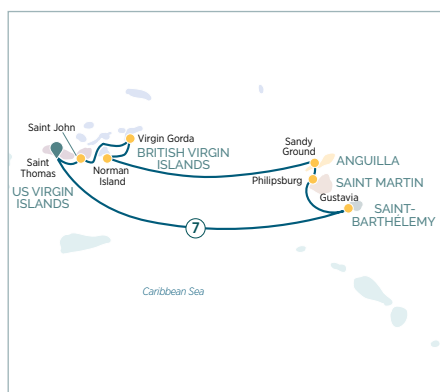 Saint John
Virgin Gorda
BRITISH VIRGIN
ISLANDS
Saint
Thomas
Norman
Island
US VIRGIN
ISLANDS
Sandy
Ground
ANGUILLA
Philipsburg
SAINT MARTIN
Gustavia
SAINT-
BARTHÉLEMY
7
Caribbean Sea